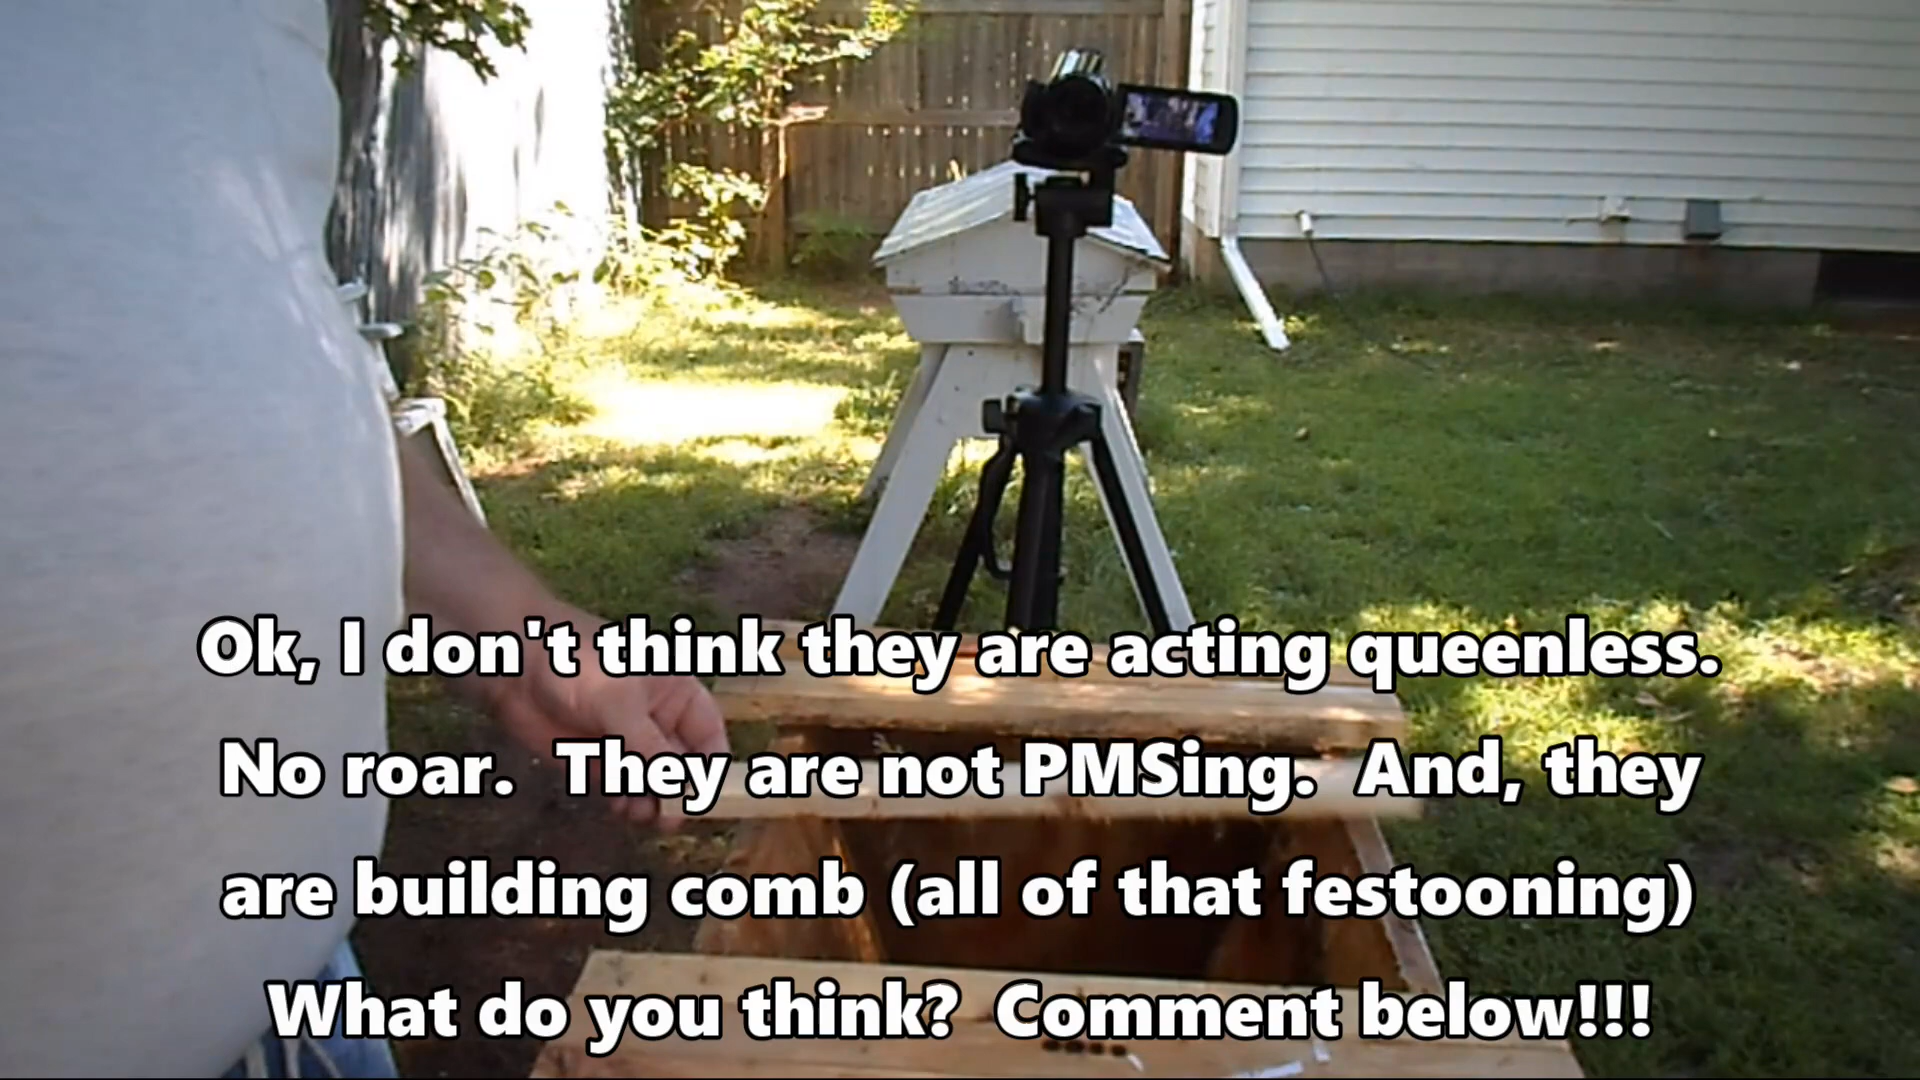 Ok, I don't think they are acting queenless.
No roar.  They are not PMSing.  And, they
are building comb (all of that festooning)
What do you think?  Comment below!!!